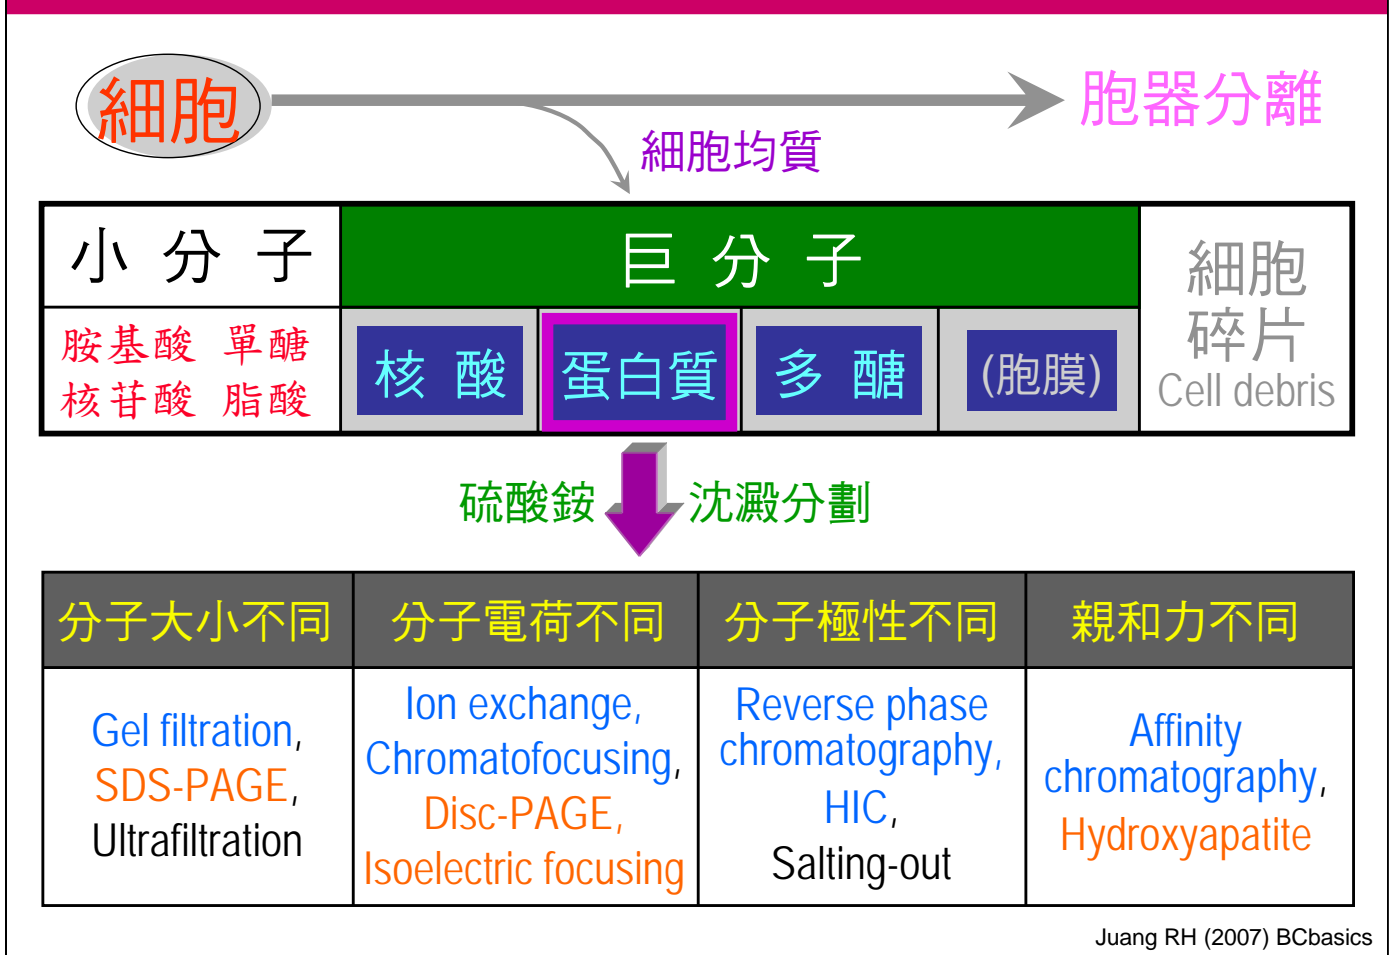 細胞
胞器分離
細胞均質
小 分 子
巨 分 子
細胞
碎片
Cell debris
胺基酸 單醣
核苷酸 脂酸
核 酸
蛋白質
多 醣
(胞膜)
硫酸銨 沈澱分劃
分子大小不同
分子電荷不同
分子極性不同
親和力不同
Gel filtration,
SDS-PAGE,
Ultrafiltration
Ion exchange,
Chromatofocusing,
Disc-PAGE,
Isoelectric focusing
Reverse phase
chromatography,
HIC,
Salting-out
Affinity
chromatography,
Hydroxyapatite
Juang RH (2007) BCbasics